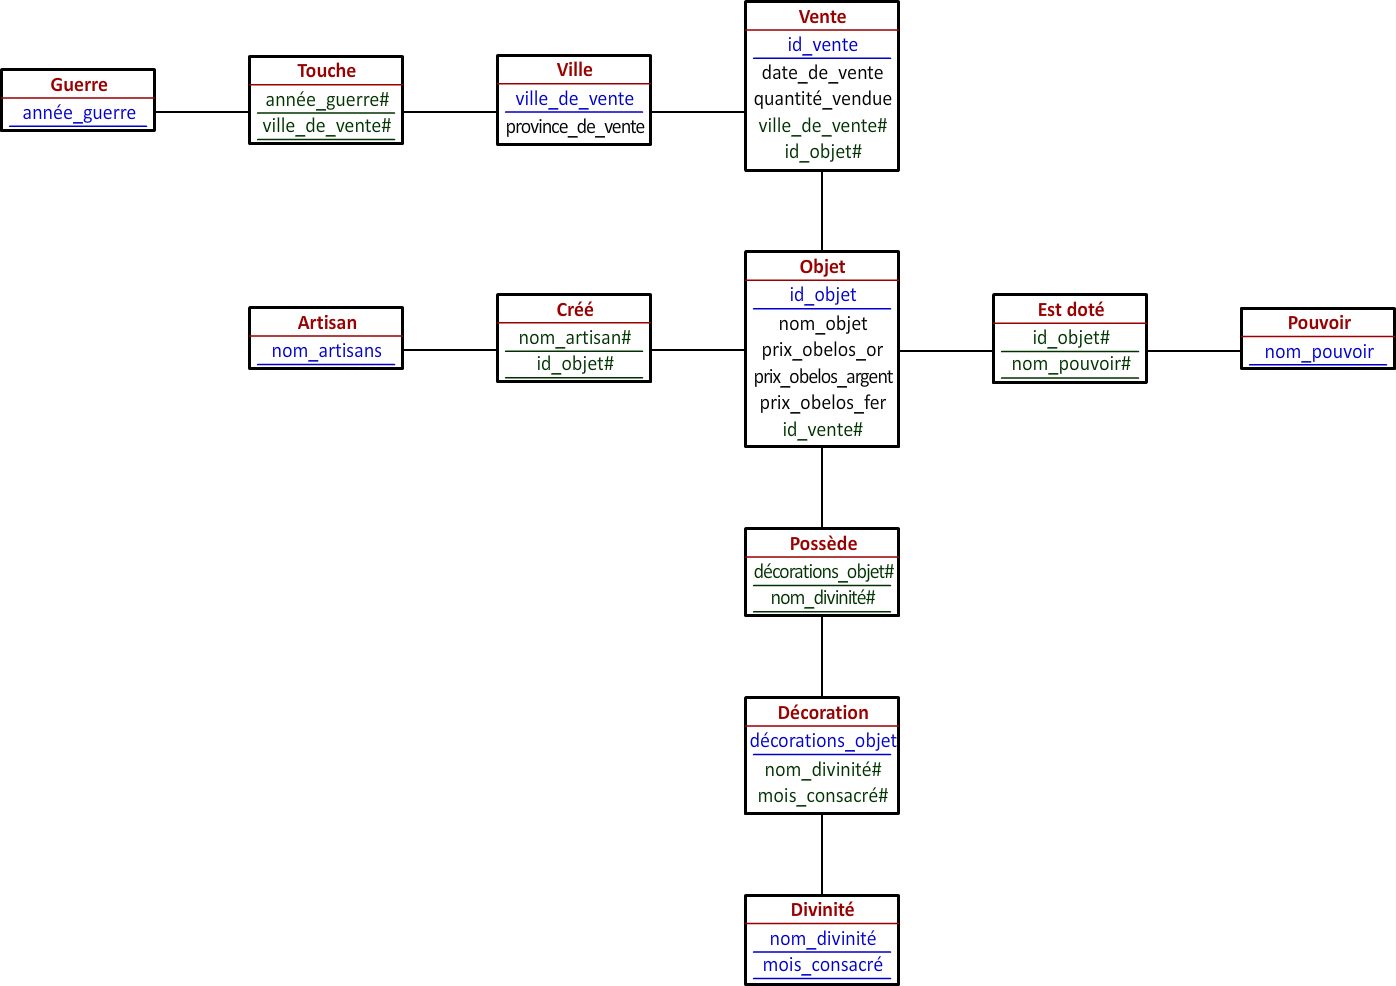 Vente
id_vente
date_de_vente
quantité_vendue
ville_de_vente#
id_objet#
Ville
ville_de_vente
province_de_vente
Touche
année_guerre#
ville_de_vente#
Guerre
année_guerre
Objet
id_objet
nom_objet
prix_obelos_or
prix_obelos_argent
prix_obelos_fer
id_vente#
Artisan
nom_artisans
Créé
nom_artisan#
id_objet#
Est doté
id_objet#
nom_pouvoir#
Pouvoir
nom_pouvoir
Possède
décorations_objet#
nom_divinité#
Décoration
décorations_objet
nom_divinité#
mois_consacré#
Divinité
nom_divinité
mois_consacré